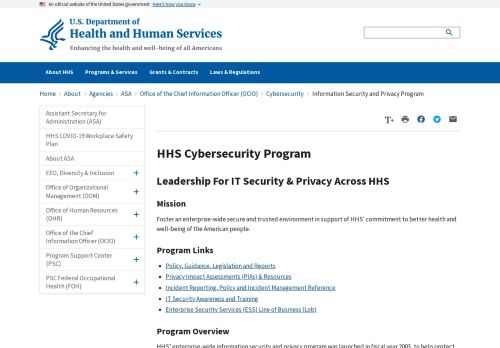 An official website of the United States government Here's how you know
U.S. Department of
Health and Human Services
Enhancing the health and well-being of all Americans
About HHS Programs & Services Grants & Contracts Laws & Regulations
Home About Agencies ASA Office of the Chief Information Officer (OCIO) Cybersecurity Information Security and Privacy Program
Assistant Secretary for
Administration (ASA)
HHS COVID-19 Workplace Safety
Plan
About ASA
EEO, Diversity & Inclusion
Office of Organizational
Management (OOM)
Office of Human Resources
(OHR)
Office of the Chief
Information Officer (OCIO)
Program Support Center
(PSC)
PSC Federal Occupational
Health (FOH)
T+
HHS Cybersecurity Program
Leadership For IT Security & Privacy Across HHS
Mission
Foster an enterprise-wide secure and trusted environment in support of HHS' commitment to better health and
well-being of the American people.
Program Links
Policy, Guidance, Legislation and Reports
Privacy Impact Assessments (PIAs) & Resources
Incident Reporting, Policy and Incident Management Reference
IT Security Awareness and Training
Enterprise Security Services (ESS) Line of Business (Lob)
Program Overview
HHS' enterprise-wide information security and privacy program was launched in fiscal year 2003, to help protect